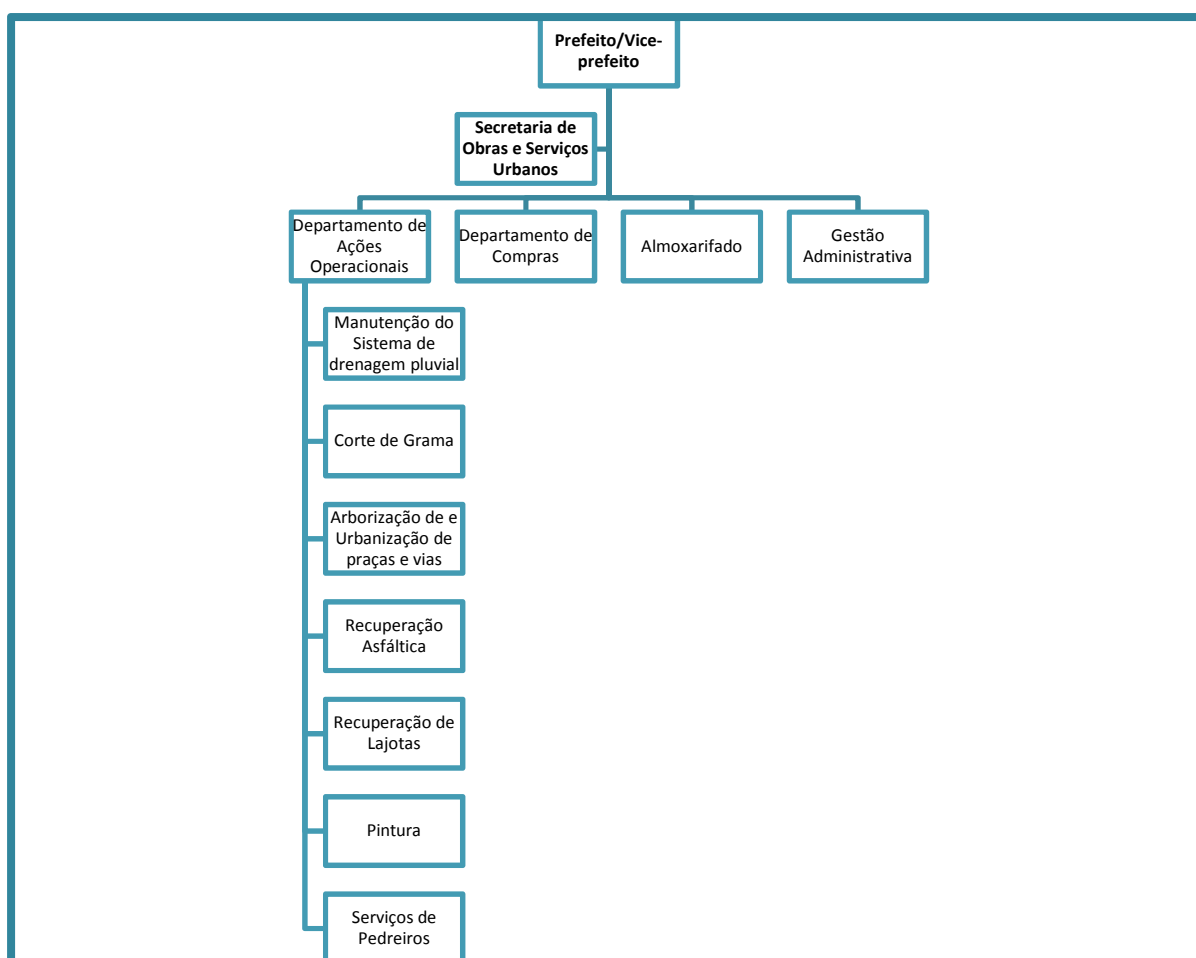 Prefeito/Vice-
prefeito
Secretaria de
Obras e Serviços
Urbanos
Departamento de
Ações
Operacionais
Departamento de
Compras
Almoxarifado
Gestão
Administrativa
Manutenção do
Sistema de
drenagem pluvial
Corte de Grama
Arborização de e
Urbanização de
praças e vias
Recuperação
Asfáltica
Recuperação de
Lajotas
Pintura
Serviços de
Pedreiros